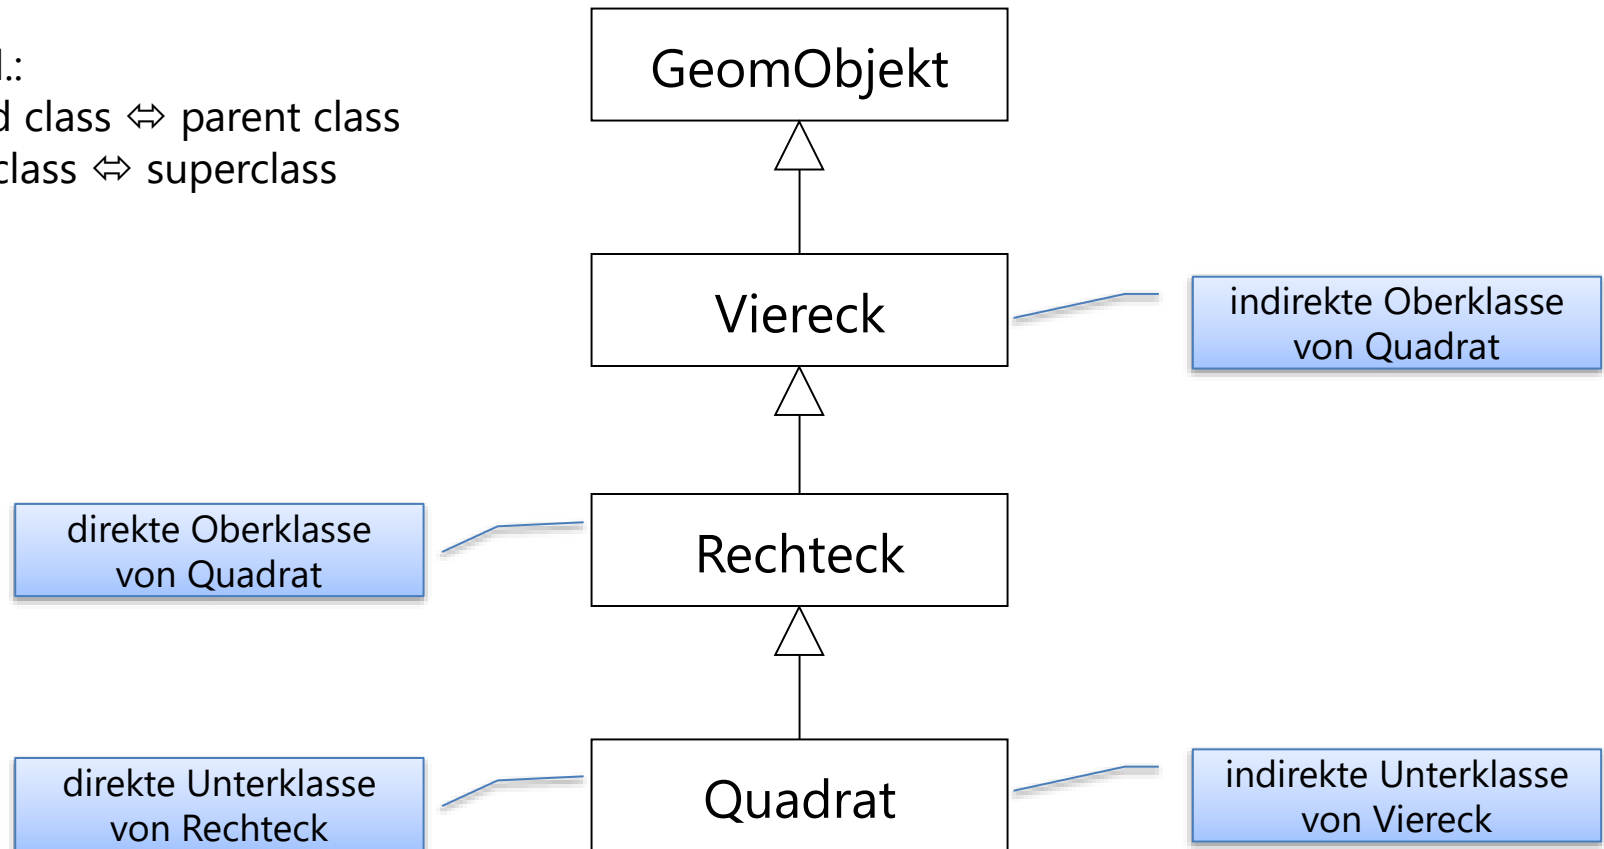 l.:
d class ⇔ parent class
class ⇔ superclass
GeomObjekt
Viereck
indirekte Oberklasse
von Quadrat
direkte Oberklasse
von Quadrat
Rechteck
direkte Unterklasse
von Rechteck
Quadrat
indirekte Unterklasse
von Viereck